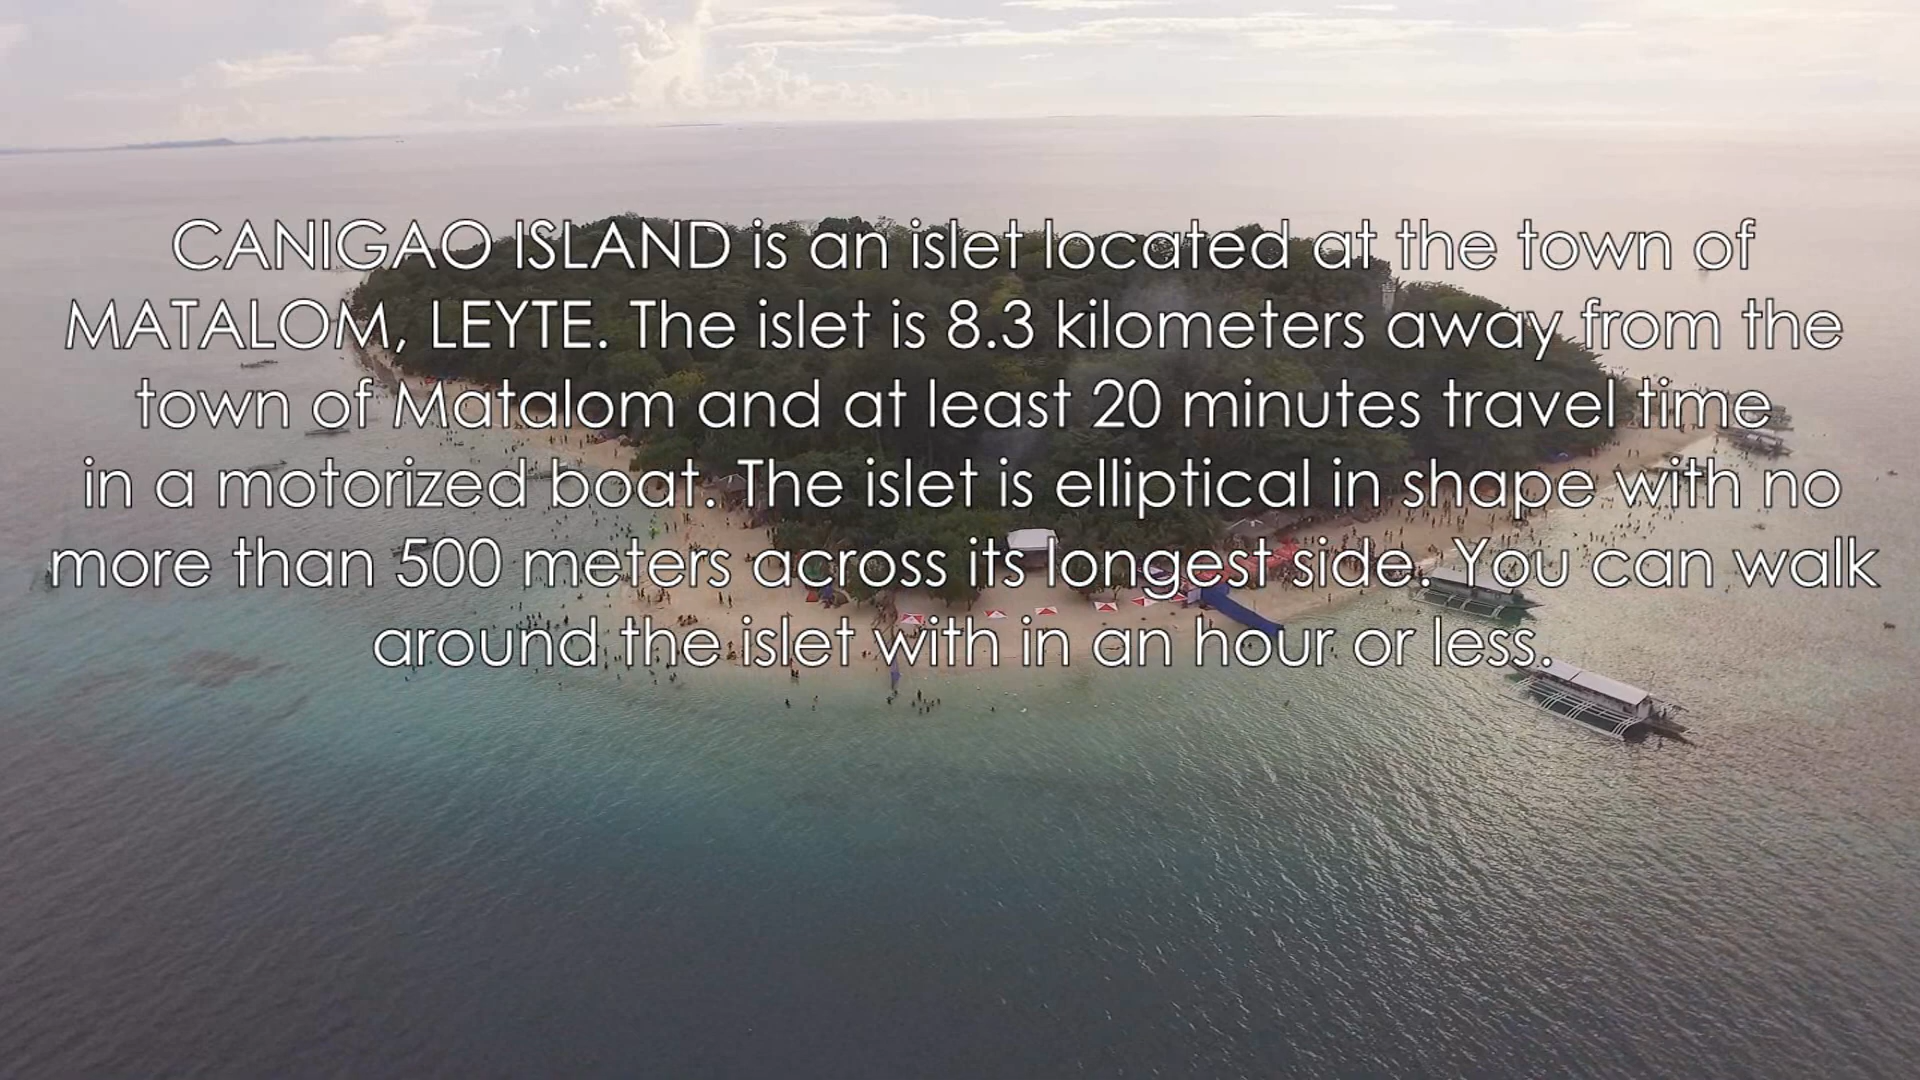 CANIGAO ISLAND is an islet located at the town of
MATALOM, LEYTE. The islet is 8.3 kilometers away from the
town of Matalom and at least 20 minutes travel time
in a motorized boat. The islet is elliptical in shape with no
more than 500 meters across its longest side. You can walk
around the islet with in an hour or less.